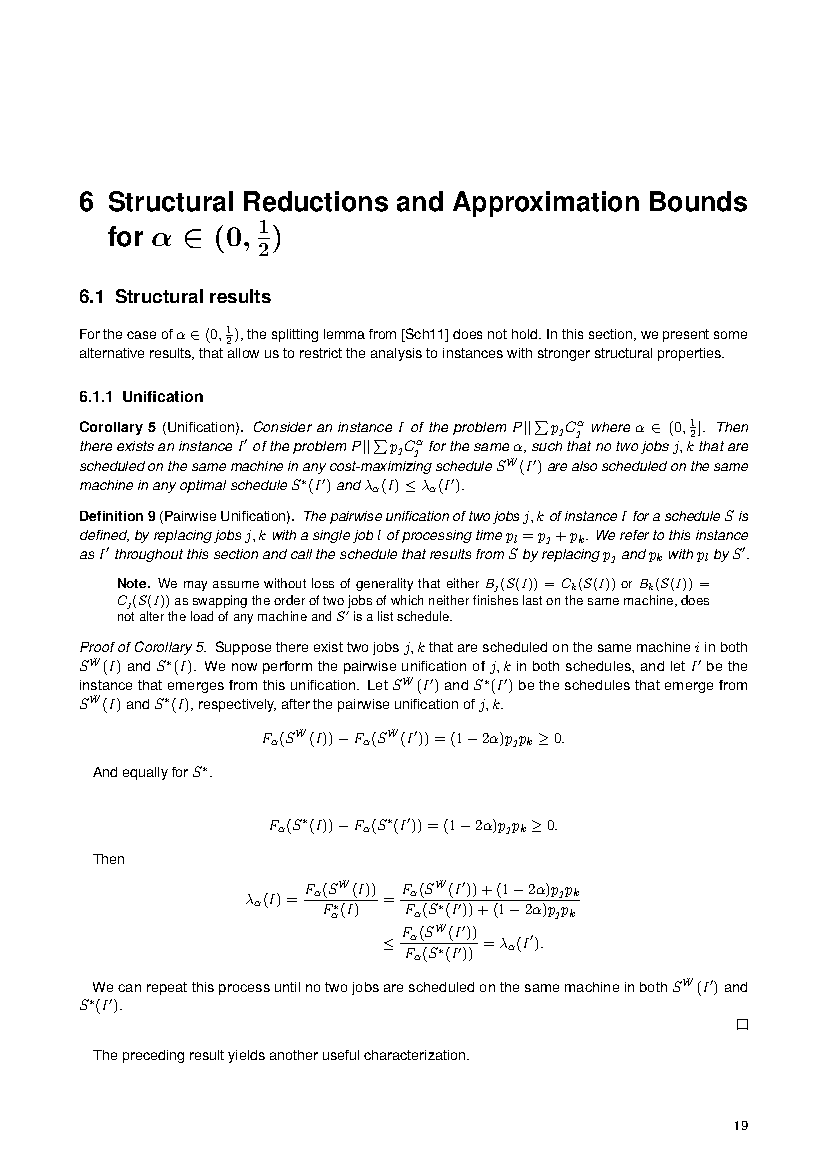 6 Structural Reductions and Approximation Bounds
for α ∈ (0, 1/2)
6.1 Structural results
For the case of α ∈ (0, 1/2), the splitting lemma from [Sch11] does not hold. In this section, we present some
alternative results, that allow us to restrict the analysis to instances with stronger structural properties.
6.1.1 Unification
Corollary 5 (Unification). Consider an instance I of the problem P|| ∑ p_j C_j^α where α ∈ (0, 1/2]. Then
there exists an instance I′ of the problem P|| ∑ p_j C_j^α for the same α, such that no two jobs j, k that are
scheduled on the same machine in any cost-maximizing schedule S^W(I′) are also scheduled on the same
machine in any optimal schedule S*(I′) and λ_α(I) ≤ λ_α(I′).
Definition 9 (Pairwise Unification). The pairwise unification of two jobs j, k of instance I for a schedule S is
defined, by replacing jobs j, k with a single job l of processing time p_l = p_j + p_k. We refer to this instance
as I′ throughout this section and call the schedule that results from S by replacing p_j and p_k with p_l by S′.
Note. We may assume without loss of generality that either B_j(S(I)) = C_k(S(I)) or B_k(S(I)) =
C_j(S(I)) as swapping the order of two jobs of which neither finishes last on the same machine, does
not alter the load of any machine and S′ is a list schedule.
Proof of Corollary 5. Suppose there exist two jobs j, k that are scheduled on the same machine i in both
S^W(I) and S*(I). We now perform the pairwise unification of j, k in both schedules, and let I′ be the
instance that emerges from this unification. Let S^W(I′) and S*(I′) be the schedules that emerge from
S^W(I) and S*(I), respectively, after the pairwise unification of j, k.
F_α(S^W(I)) − F_α(S^W(I′)) = (1 − 2α)p_j p_k ≥ 0.
And equally for S*.
F_α(S*(I)) − F_α(S*(I′)) = (1 − 2α)p_j p_k ≥ 0.
Then
λ_α(I) = F_α(S^W(I)) / F*_α(I) = (F_α(S^W(I′)) + (1 − 2α)p_j p_k) / (F_α(S*(I′)) + (1 − 2α)p_j p_k)
≤ F_α(S^W(I′)) / F_α(S*(I′)) = λ_α(I′).
We can repeat this process until no two jobs are scheduled on the same machine in both S^W(I′) and
S*(I′).
□
The preceding result yields another useful characterization.
19